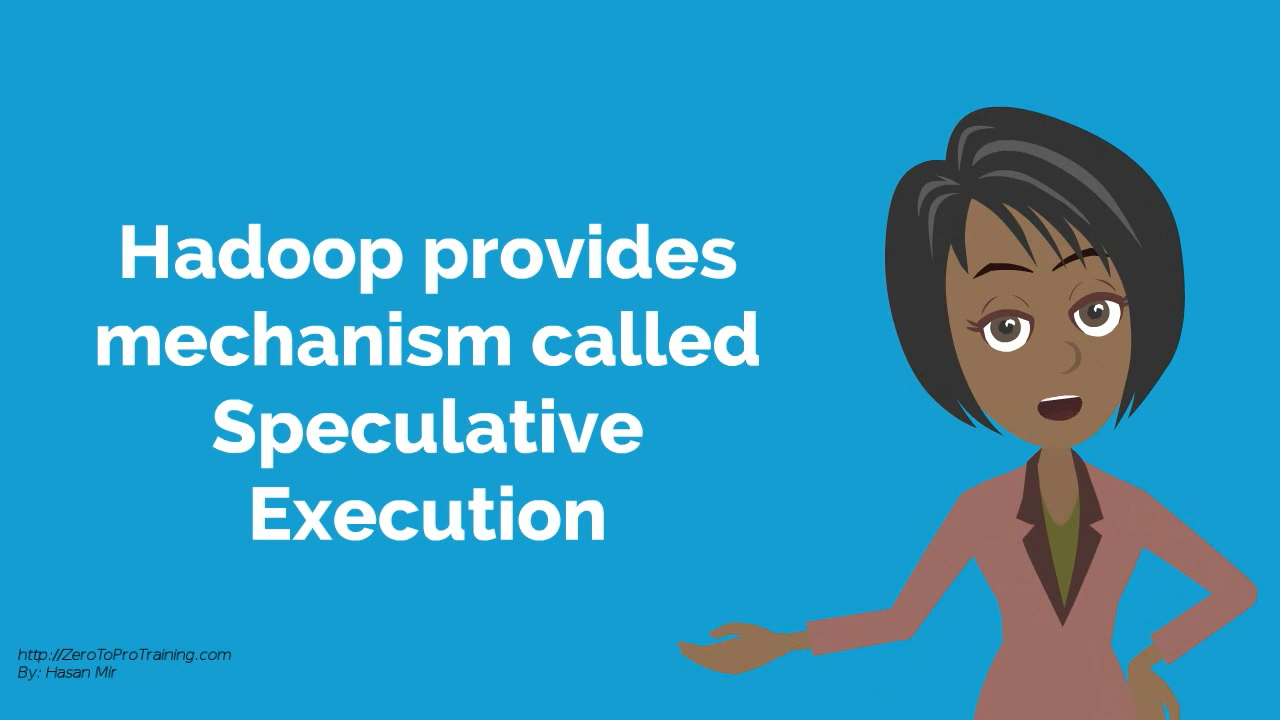 Hadoop provides
mechanism called
Speculative
Execution
http://ZeroToProTraining.com
By: Hasan Mir